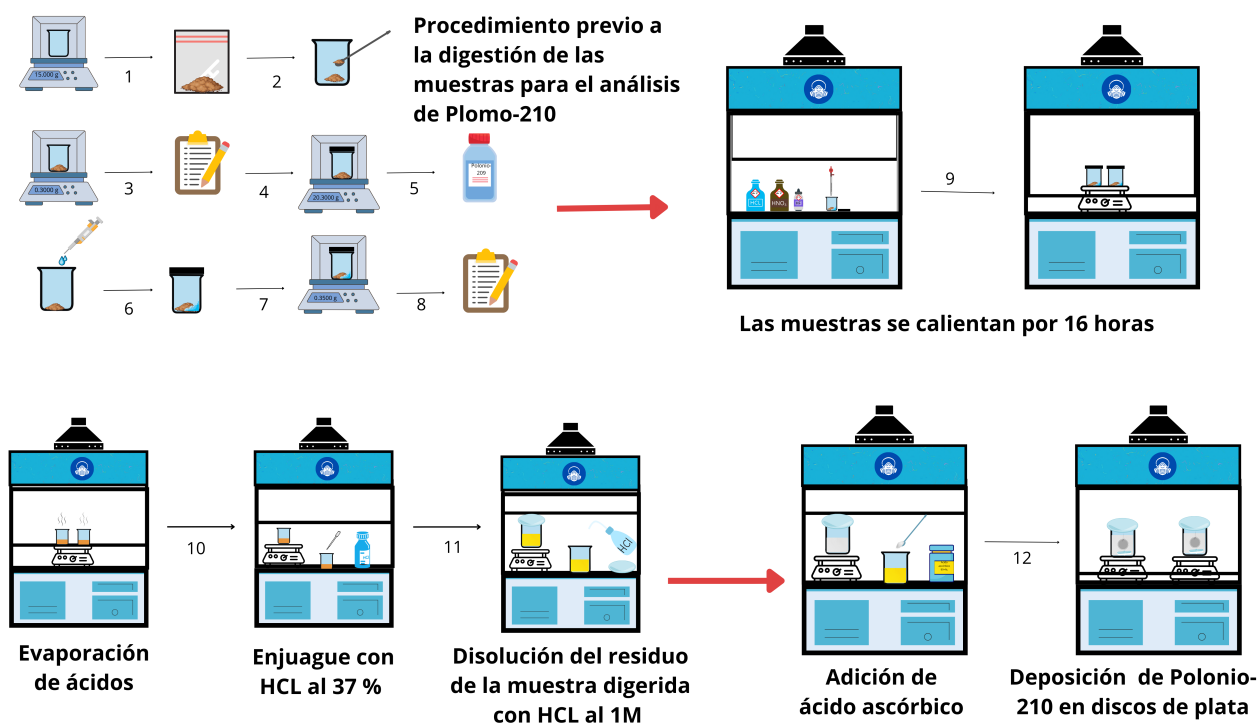 Procedimiento previo a
la digestión de las
muestras para el análisis
de Plomo-210
15.000 g
1
2
0.3000 g
3
4
20.3000 g
5
Polonio-
209
6
7
0.3500 g
8
HCL
HNO₃
9
Las muestras se calientan por 16 horas
10
11
HCl
12
Evaporación
de ácidos
Enjuague con
HCL al 37 %
Disolución del residuo
de la muestra digerida
con HCL al 1M
Adición de
ácido ascórbico
Deposición de Polonio-
210 en discos de plata